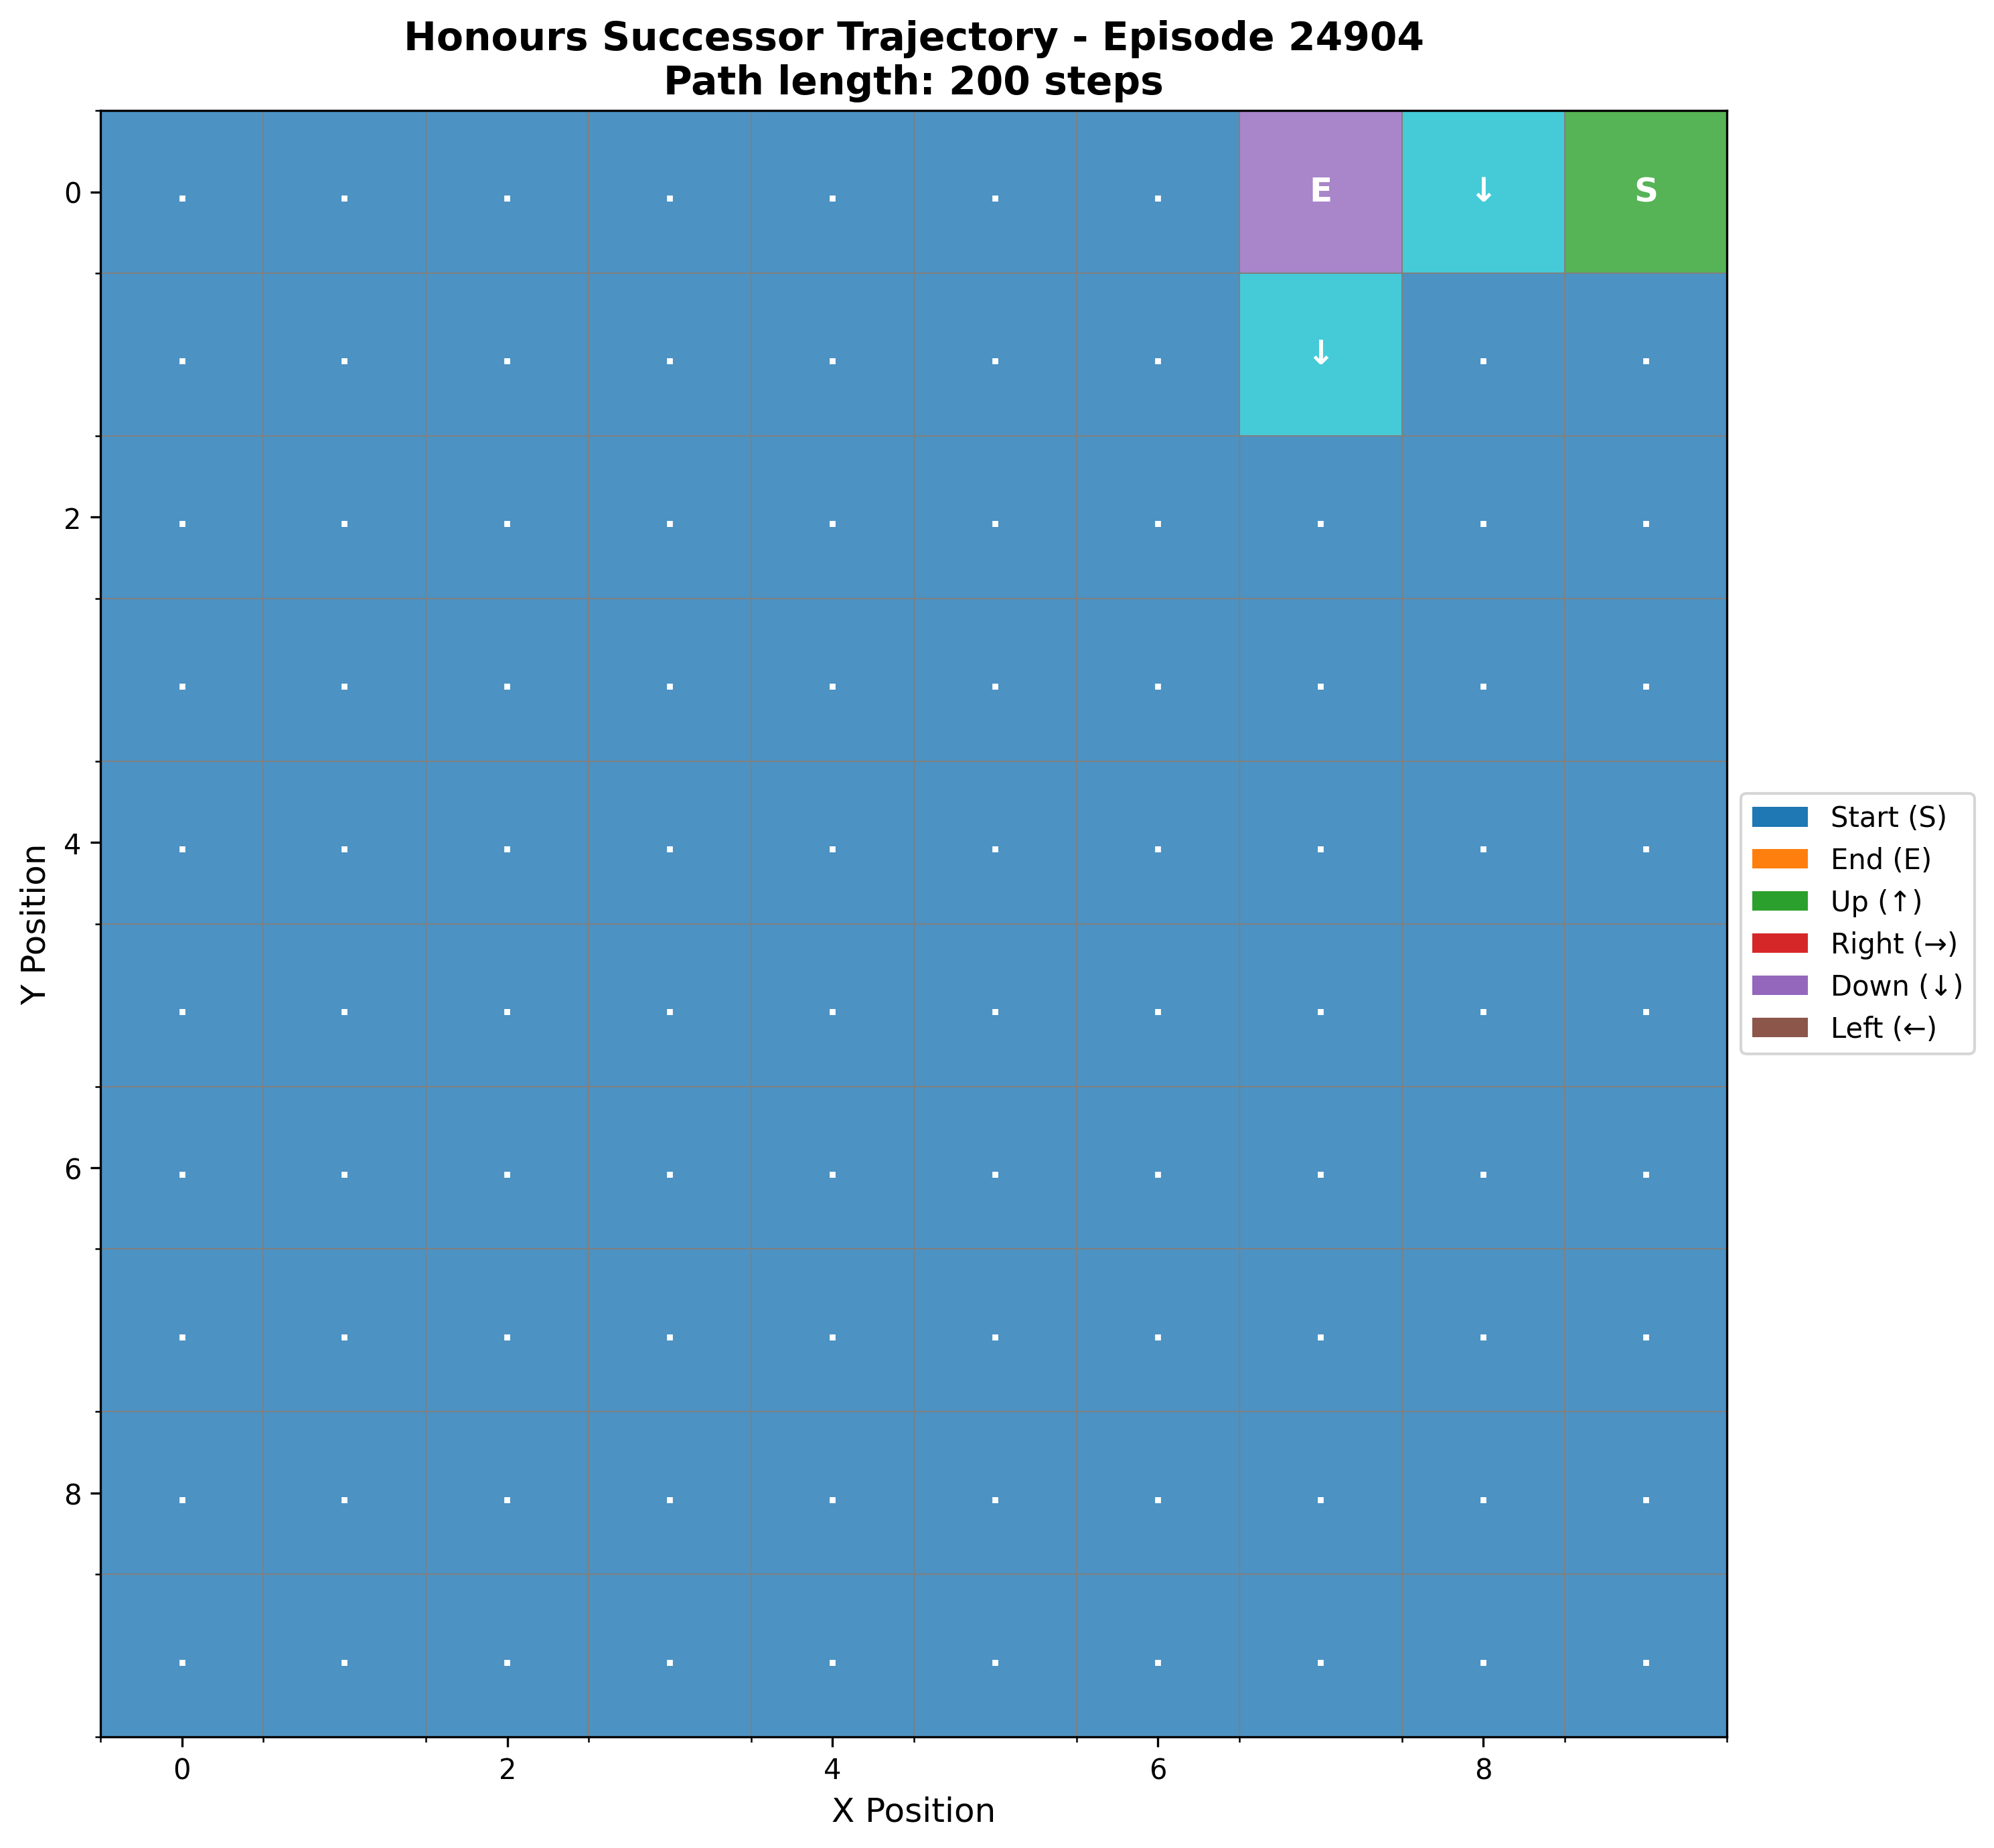 Honours Successor Trajectory - Episode 24904
Path length: 200 steps
0 · · · · · · · E ↓ S
· · · · · · · ↓ · ·
2 · · · · · · · · · ·
· · · · · · · · · ·
4 · · · · · · · · · ·
· · · · · · · · · ·
6 · · · · · · · · · ·
· · · · · · · · · ·
8 · · · · · · · · · ·
· · · · · · · · · ·
0 2 4 6 8
X Position
Y Position
Start (S)
End (E)
Up (↑)
Right (→)
Down (↓)
Left (←)